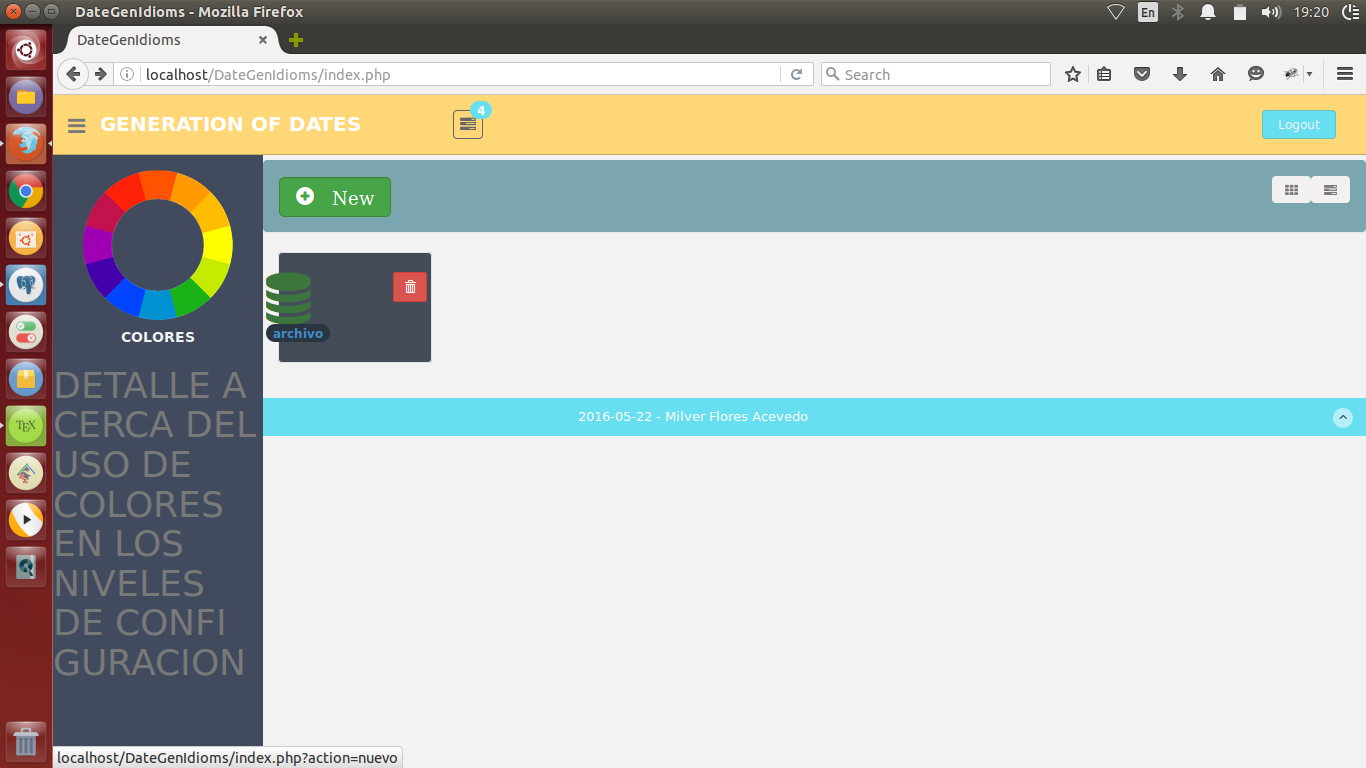 DateGenIdioms - Mozilla Firefox
En
19:20
DateGenIdioms
localhost/DateGenIdioms/index.php
Search
GENERATION OF DATES
4
Logout
New
COLORES
archivo
DETALLE A
CERCA DEL
USO DE
COLORES
EN LOS
NIVELES
DE CONFI
GURACION
2016-05-22 - Milver Flores Acevedo
TEX
localhost/DateGenIdioms/index.php?action=nuevo